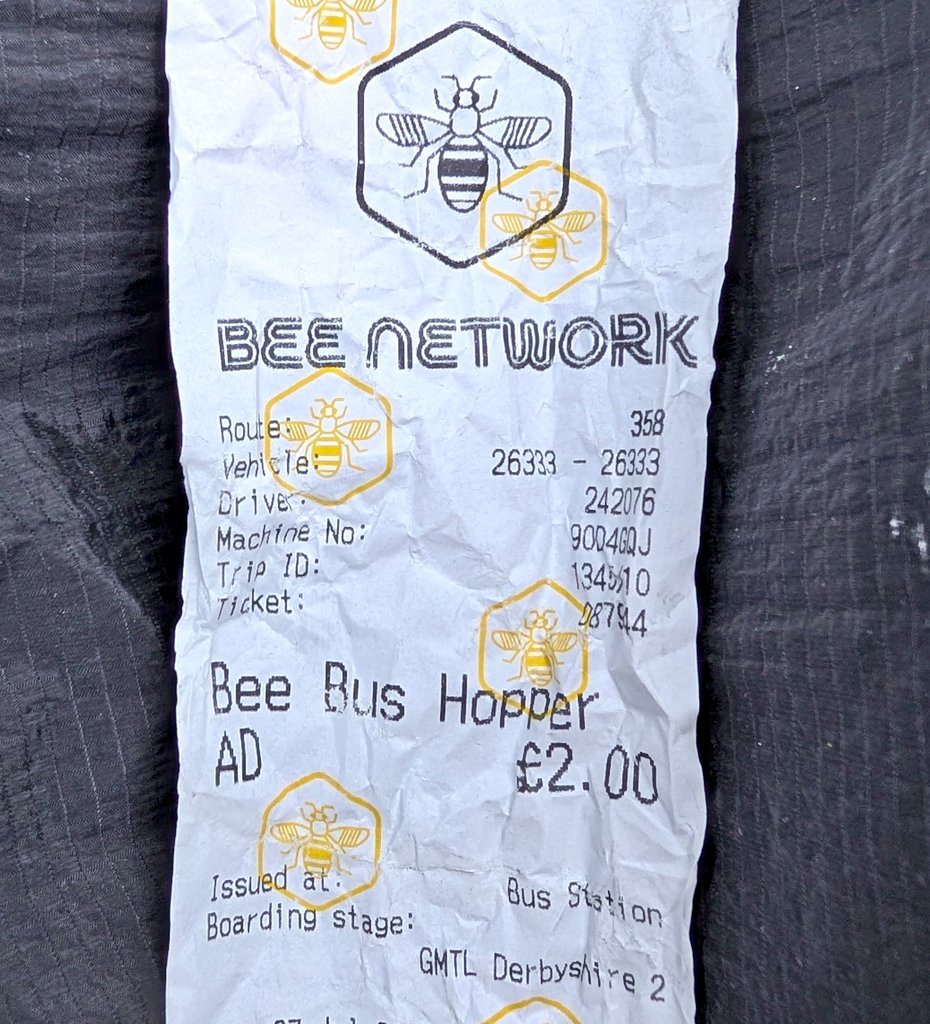 BEE NETWORK
Route: 358
Vehicle: 26333 - 26333
Driver: 242076
Machine No: 9004GQJ
Trip ID:
Ticket:
Bee Bus Hopper
AD £2.00
Issued at: Bus Station
Boarding stage:
GMTL Derbyshire 2